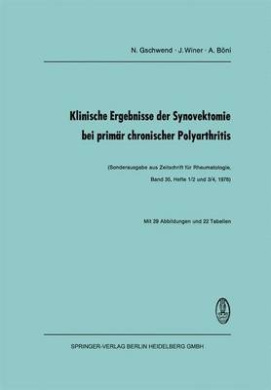 N. Gschwend · J. Winer · A. Böni
Klinische Ergebnisse der Synovektomie
bei primär chronischer Polyarthritis
(Sonderausgabe aus Zeitschrift für Rheumatologie,
Band 35, Hefte 1/2 und 3/4, 1976)
Mit 29 Abbildungen und 22 Tabellen
SPRINGER-VERLAG BERLIN HEIDELBERG GMBH